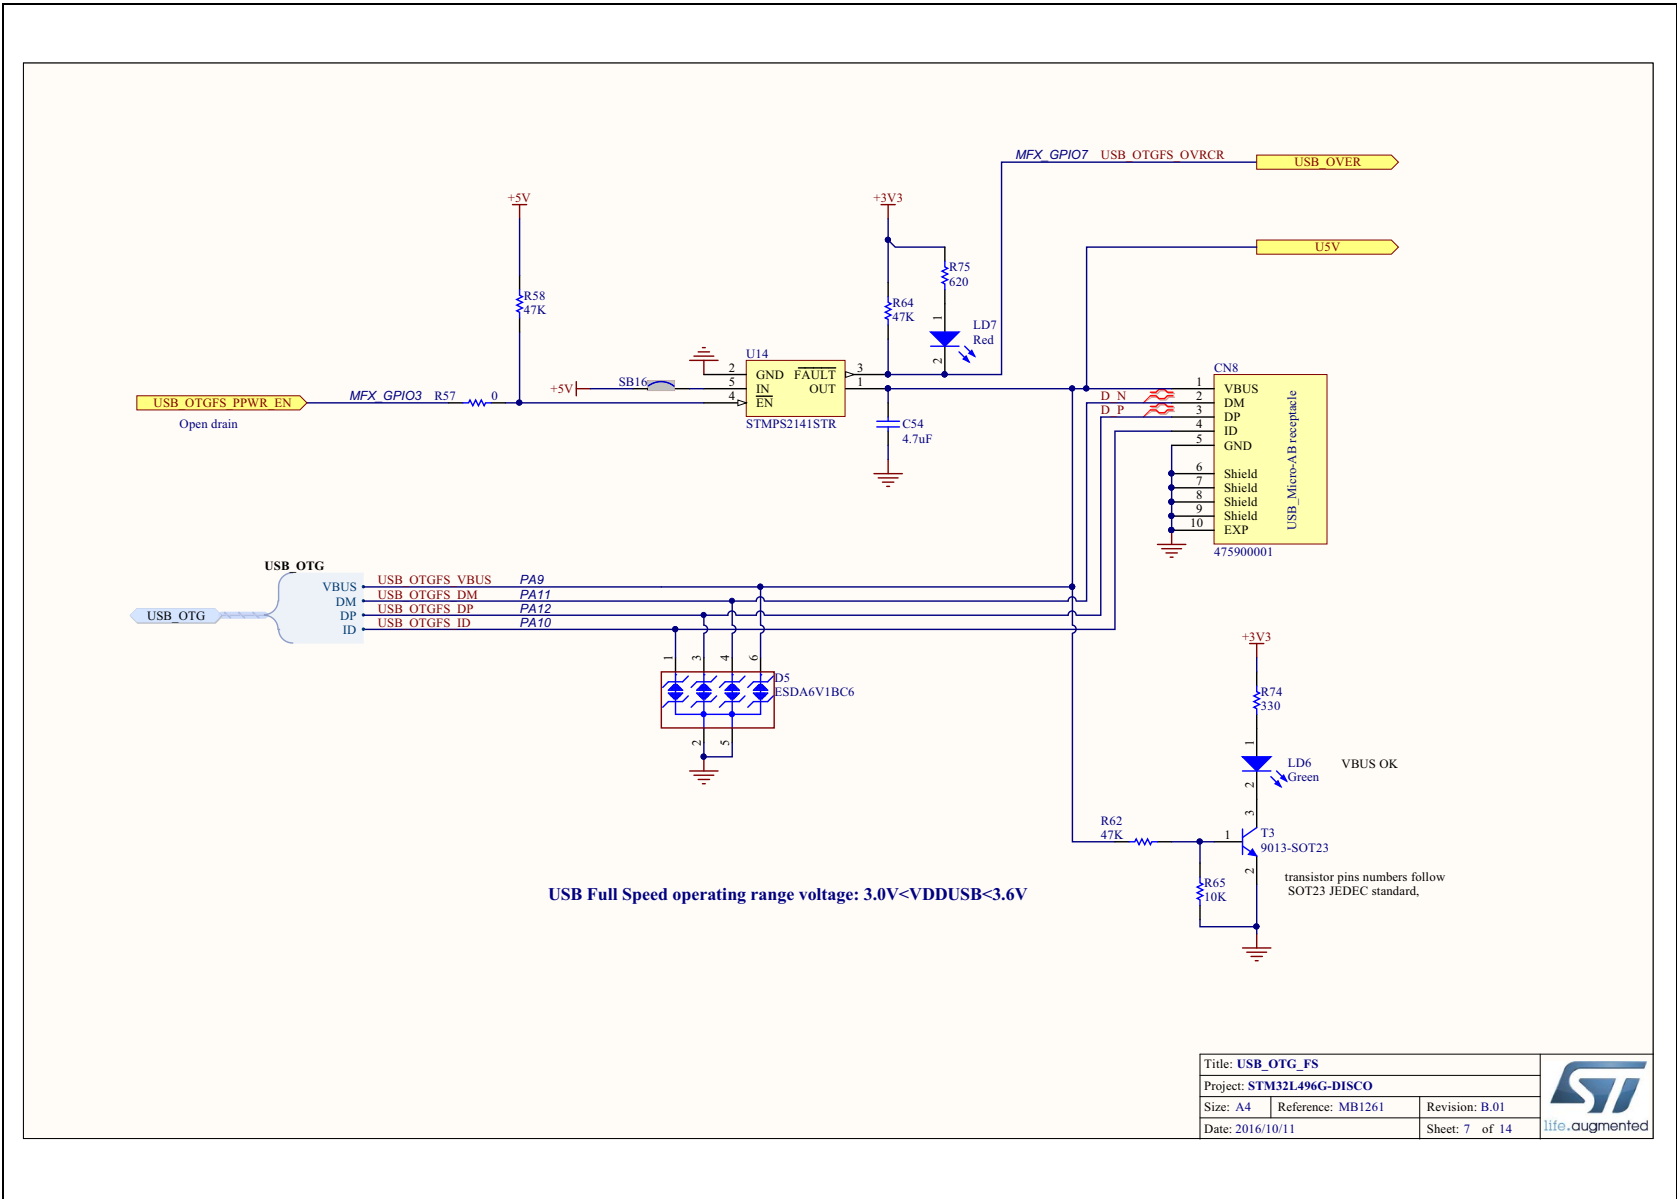 MFX_GPIO7 USB_OTGFS_OVRCR USB_OVER
+5V
+3V3
U5V
R75
620
R58
47K
R64
47K
LD7
Red
1
2
U14
2 GND FAULT 3
5 IN OUT 1
4 EN
STMPS2141STR
+5V SB16
USB_OTGFS_PPWR_EN MFX_GPIO3 R57 0
Open drain
C54
4.7uF
CN8
D_N
D_P
1 VBUS
2 DM
3 DP
4 ID
5 GND
6 Shield
7 Shield
8 Shield
9 Shield
10 EXP
USB_Micro-AB receptacle
475900001
USB_OTG
USB_OTG
VBUS USB_OTGFS_VBUS PA9
DM USB_OTGFS_DM PA11
DP USB_OTGFS_DP PA12
ID USB_OTGFS_ID PA10
1 3 4 6
D5
ESDA6V1BC6
2 5
+3V3
R74
330
1
LD6
Green
VBUS OK
2
3
R62
47K
1
T3
9013-SOT23
2
R65
10K
transistor pins numbers follow
SOT23 JEDEC standard,
USB Full Speed operating range voltage: 3.0V<VDDUSB<3.6V
Title: USB_OTG_FS
Project: STM32L496G-DISCO
Size: A4 Reference: MB1261 Revision: B.01
Date: 2016/10/11 Sheet: 7 of 14
ST
life.augmented